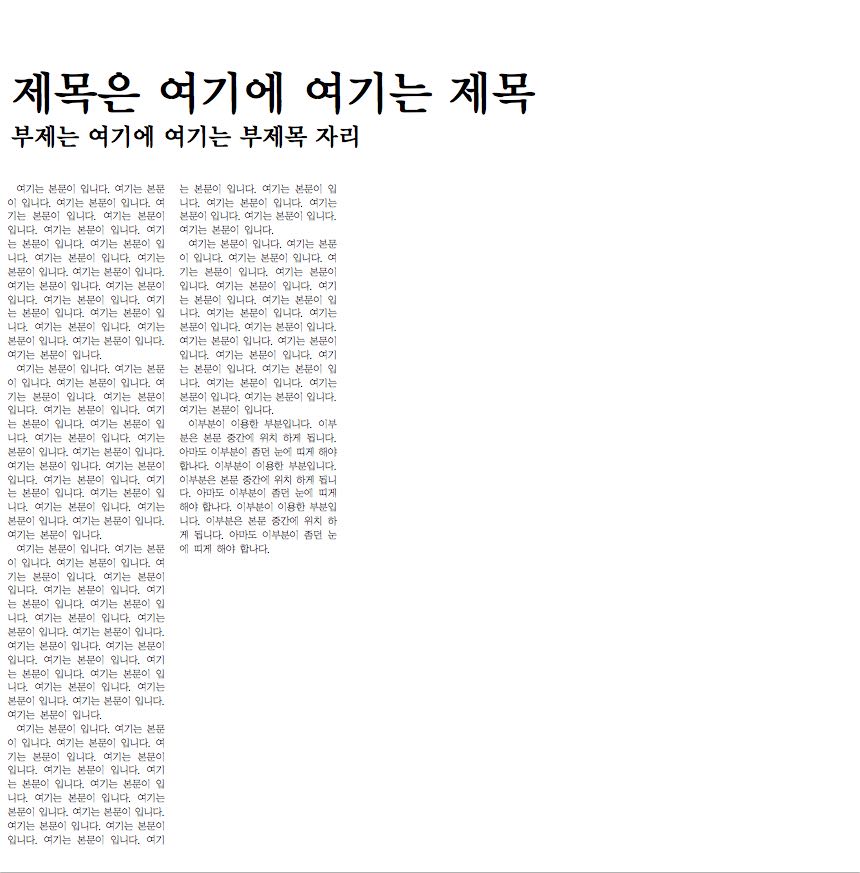 제목은 여기에 여기는 제목
부제는 여기에 여기는 부제목 자리
여기는 본문이 입니다. 여기는 본문
이 입니다. 여기는 본문이 입니다. 여
기는 본문이 입니다. 여기는 본문이
입니다. 여기는 본문이 입니다. 여기
는 본문이 입니다. 여기는 본문이 입
니다. 여기는 본문이 입니다. 여기는
본문이 입니다. 여기는 본문이 입니다.
여기는 본문이 입니다. 여기는 본문이
입니다. 여기는 본문이 입니다. 여기
는 본문이 입니다. 여기는 본문이 입
니다. 여기는 본문이 입니다. 여기는
본문이 입니다. 여기는 본문이 입니다.
여기는 본문이 입니다.
여기는 본문이 입니다. 여기는 본문
이 입니다. 여기는 본문이 입니다. 여
기는 본문이 입니다. 여기는 본문이
입니다. 여기는 본문이 입니다. 여기
는 본문이 입니다. 여기는 본문이 입
니다. 여기는 본문이 입니다. 여기는
본문이 입니다. 여기는 본문이 입니다.
여기는 본문이 입니다. 여기는 본문이
입니다. 여기는 본문이 입니다. 여기
는 본문이 입니다. 여기는 본문이 입
니다. 여기는 본문이 입니다. 여기는
본문이 입니다. 여기는 본문이 입니다.
여기는 본문이 입니다.
여기는 본문이 입니다. 여기는 본문
이 입니다. 여기는 본문이 입니다. 여
기는 본문이 입니다. 여기는 본문이
입니다. 여기는 본문이 입니다. 여기
는 본문이 입니다. 여기는 본문이 입
니다. 여기는 본문이 입니다. 여기는
본문이 입니다. 여기는 본문이 입니다.
여기는 본문이 입니다. 여기는 본문이
입니다. 여기는 본문이 입니다. 여기
는 본문이 입니다. 여기는 본문이 입
니다. 여기는 본문이 입니다. 여기는
본문이 입니다. 여기는 본문이 입니다.
여기는 본문이 입니다.
여기는 본문이 입니다. 여기는 본문
이 입니다. 여기는 본문이 입니다. 여
기는 본문이 입니다. 여기는 본문이
입니다. 여기는 본문이 입니다. 여기
는 본문이 입니다. 여기는 본문이 입
니다. 여기는 본문이 입니다. 여기는
본문이 입니다. 여기는 본문이 입니다.
여기는 본문이 입니다. 여기는 본문이
입니다. 여기는 본문이 입니다. 여기
는 본문이 입니다. 여기는 본문이 입
니다. 여기는 본문이 입니다. 여기는
본문이 입니다. 여기는 본문이 입니다.
여기는 본문이 입니다.
여기는 본문이 입니다. 여기는 본문
이 입니다. 여기는 본문이 입니다. 여
기는 본문이 입니다. 여기는 본문이
입니다. 여기는 본문이 입니다. 여기
는 본문이 입니다. 여기는 본문이 입
니다. 여기는 본문이 입니다. 여기는
본문이 입니다. 여기는 본문이 입니다.
여기는 본문이 입니다. 여기는 본문이
입니다. 여기는 본문이 입니다. 여기
는 본문이 입니다. 여기는 본문이 입
니다. 여기는 본문이 입니다. 여기는
본문이 입니다. 여기는 본문이 입니다.
여기는 본문이 입니다.
이부분이 이용한 부분입니다. 이부
분은 본문 중간에 위치 하게 됩니다.
아마도 이부분이 좀던 눈에 띠게 해야
합나다. 이부분이 이용한 부분입니다.
이부분은 본문 중간에 위치 하게 됩니
다. 아마도 이부분이 좀던 눈에 띠게
해야 합나다. 이부분이 이용한 부분입
니다. 이부분은 본문 중간에 위치 하
게 됩니다. 아마도 이부분이 좀던 눈
에 띠게 해야 합나다.